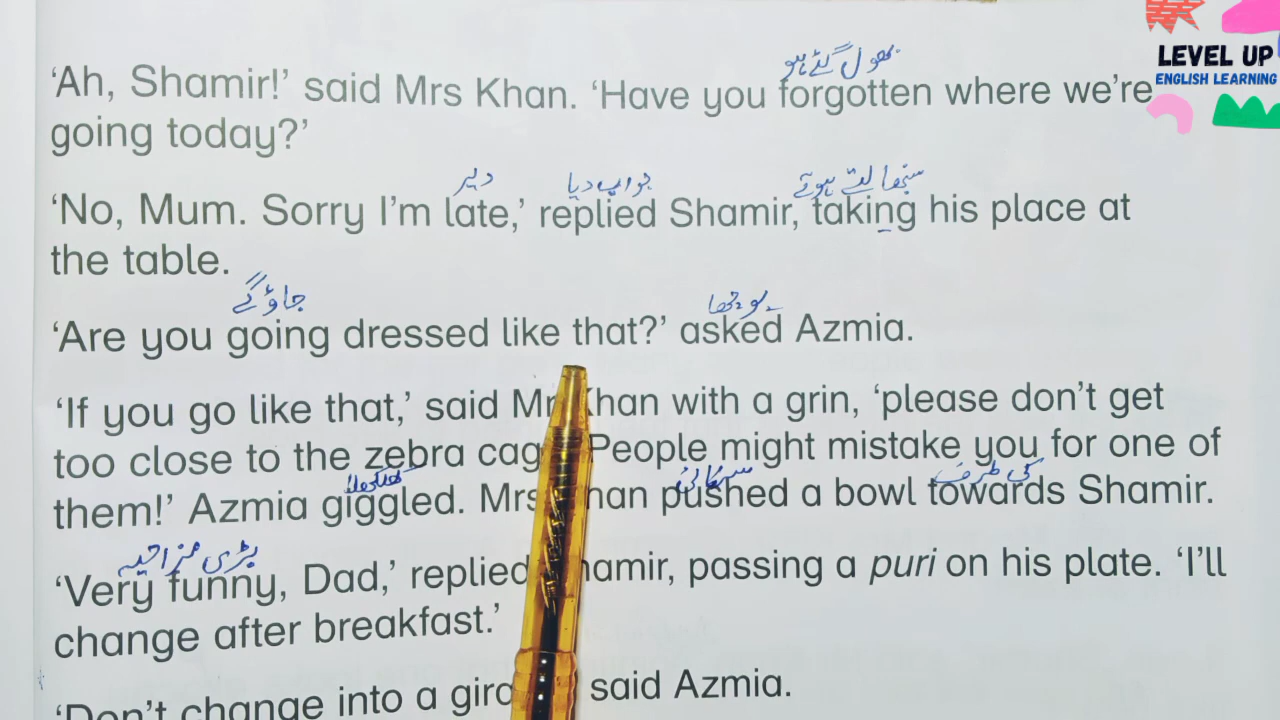 LEVEL UP
ENGLISH LEARNING
بھول گئے ہو
‘Ah, Shamir!’ said Mrs Khan. ‘Have you forgotten where we’re
going today?’
دیر جواب دیا سنبھالتے ہوئے
‘No, Mum. Sorry I’m late,’ replied Shamir, taking his place at
the table.
جاؤ گے پوچھا
‘Are you going dressed like that?’ asked Azmia.
‘If you go like that,’ said Mr Khan with a grin, ‘please don’t get
too close to the zebra cag People might mistake you for one of
کی طرف
them!’ Azmia giggled. Mrs Khan pushed a bowl towards Shamir.
بڑی مزاحیہ
‘Very funny, Dad,’ replied Shamir, passing a puri on his plate. ‘I’ll
change after breakfast.’
‘Don’t change into a gira said Azmia.